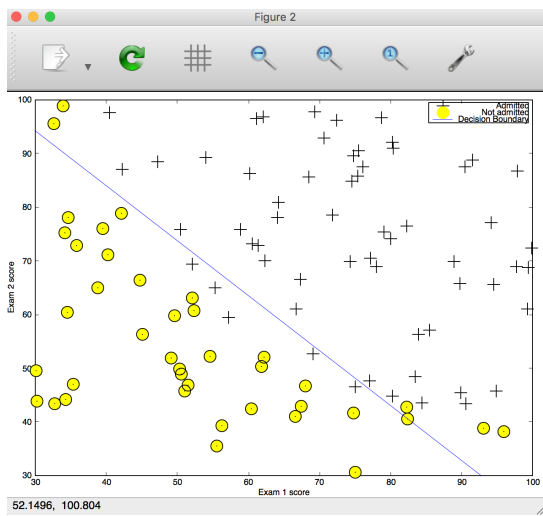 Figure 2
1
Admitted
Not admitted
Decision Boundary
100
90
80
70
60
50
40
30
Exam 2 score
30 40 50 60 70 80 90 100
Exam 1 score
52.1496, 100.804